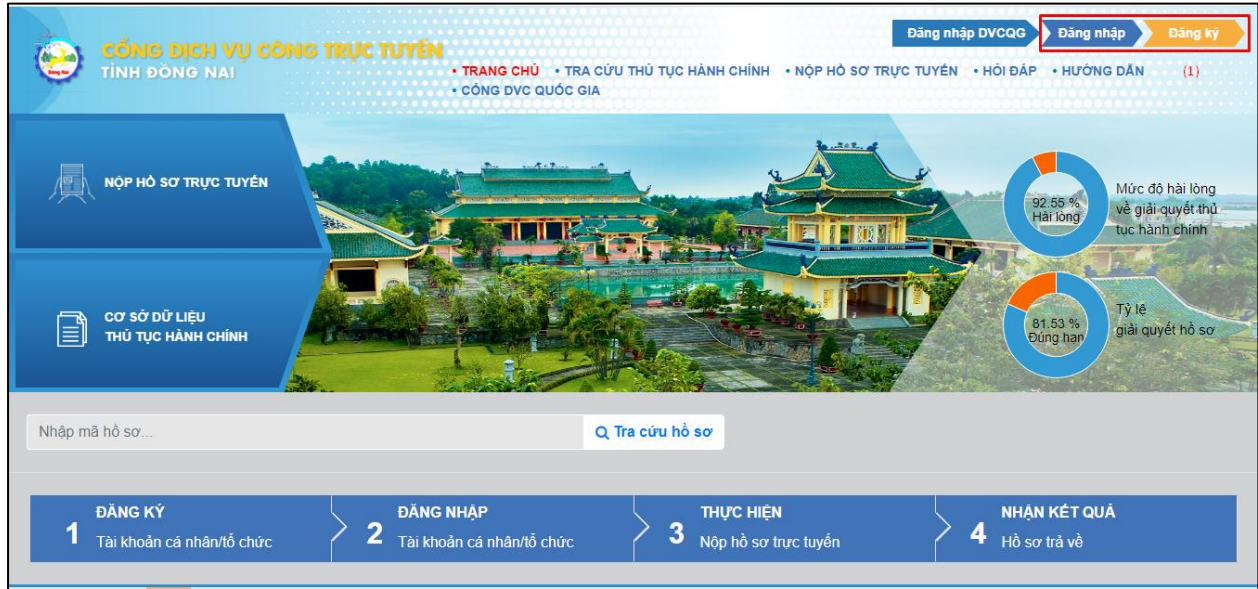 Đăng nhập DVCQG
Đăng nhập
Đăng ký
CỔNG DỊCH VỤ CÔNG TRỰC TUYẾN
TỈNH ĐỒNG NAI
Đồng Nai
• TRANG CHỦ • TRA CỨU THỦ TỤC HÀNH CHÍNH • NỘP HỒ SƠ TRỰC TUYẾN • HỎI ĐÁP • HƯỚNG DẪN (1)
• CỔNG DVC QUỐC GIA
NỘP HỒ SƠ TRỰC TUYẾN
CƠ SỞ DỮ LIỆU
THỦ TỤC HÀNH CHÍNH
92.55 %
Hài lòng
Mức độ hài lòng
về giải quyết thủ
tục hành chính
81.53 %
Đúng hạn
Tỷ lệ
giải quyết hồ sơ
Nhập mã hồ sơ...
Tra cứu hồ sơ
1
ĐĂNG KÝ
Tài khoản cá nhân/tổ chức
2
ĐĂNG NHẬP
Tài khoản cá nhân/tổ chức
3
THỰC HIỆN
Nộp hồ sơ trực tuyến
4
NHẬN KẾT QUẢ
Hồ sơ trả về